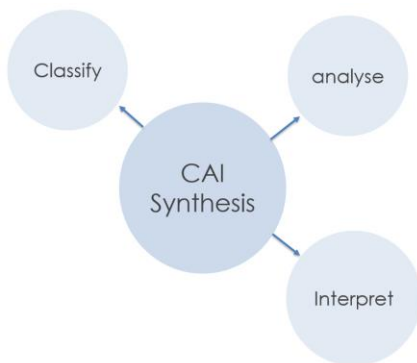 Classify
analyse
CAI
Synthesis
Interpret